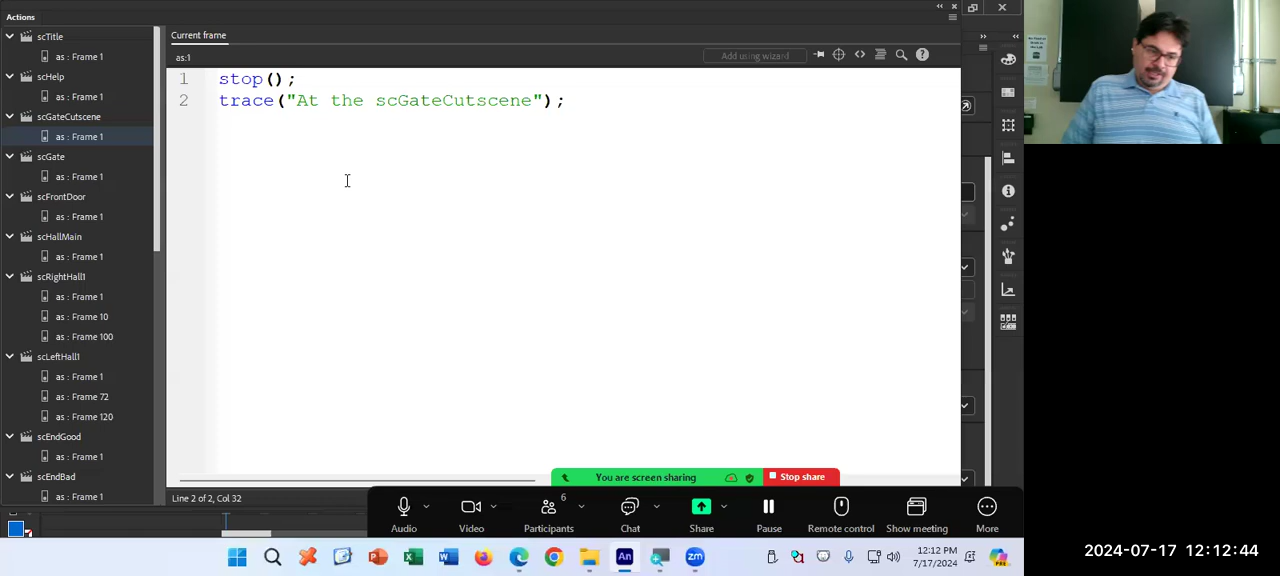 Actions
Current frame
as:1
Add using wizard
1 stop();
2 trace("At the scGateCutscene");
scTitle
as : Frame 1
scHelp
as : Frame 1
scGateCutscene
as : Frame 1
scGate
as : Frame 1
scFrontDoor
as : Frame 1
scHallMain
as : Frame 1
scRightHall1
as : Frame 1
as : Frame 10
as : Frame 100
scLeftHall1
as : Frame 1
as : Frame 72
as : Frame 120
scEndGood
as : Frame 1
scEndBad
as : Frame 1
Line 2 of 2, Col 32
You are screen sharing
Stop share
6
Audio
Video
Participants
Chat
Share
Pause
Remote control
Show meeting
More
An
zm
12:12 PM
7/17/2024
PRE
2024-07-17 12:12:44